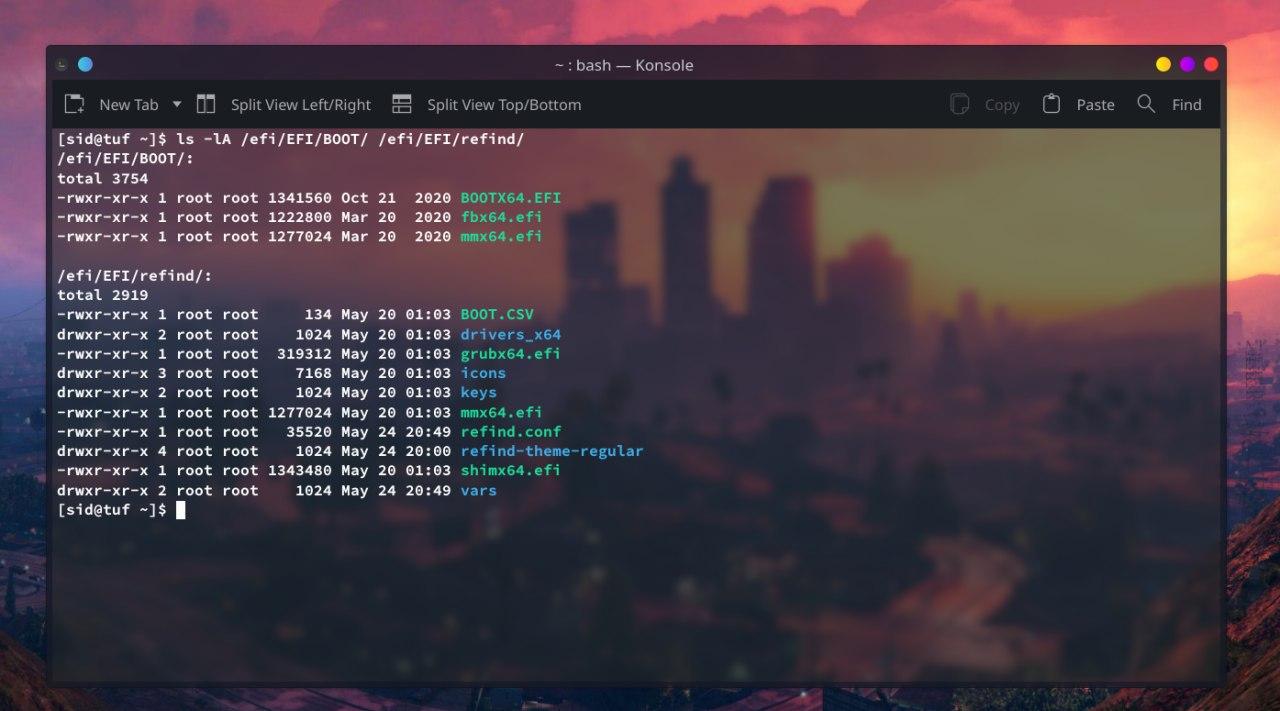 ~ : bash — Konsole
New Tab Split View Left/Right Split View Top/Bottom Copy Paste Find
[sid@tuf ~]$ ls -lA /efi/EFI/BOOT/ /efi/EFI/refind/
/efi/EFI/BOOT/:
total 3754
-rwxr-xr-x 1 root root 1341560 Oct 21  2020 BOOTX64.EFI
-rwxr-xr-x 1 root root 1222800 Mar 20  2020 fbx64.efi
-rwxr-xr-x 1 root root 1277024 Mar 20  2020 mmx64.efi

/efi/EFI/refind/:
total 2919
-rwxr-xr-x 1 root root     134 May 20 01:03 BOOT.CSV
drwxr-xr-x 2 root root    1024 May 20 01:03 drivers_x64
-rwxr-xr-x 1 root root  319312 May 20 01:03 grubx64.efi
drwxr-xr-x 3 root root    7168 May 20 01:03 icons
drwxr-xr-x 2 root root    1024 May 20 01:03 keys
-rwxr-xr-x 1 root root 1277024 May 20 01:03 mmx64.efi
-rwxr-xr-x 1 root root   35520 May 24 20:49 refind.conf
drwxr-xr-x 4 root root    1024 May 24 20:00 refind-theme-regular
-rwxr-xr-x 1 root root 1343480 May 20 01:03 shimx64.efi
drwxr-xr-x 2 root root    1024 May 24 20:49 vars
[sid@tuf ~]$